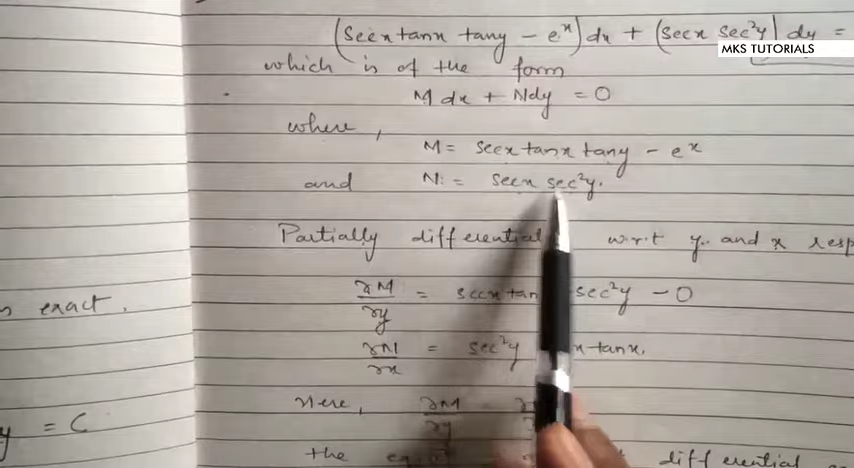 (secx tanx tany - eˣ) dx + (secx sec²y) dy =
MKS TUTORIALS
which is of the form
M dx + N dy = 0
where,
M = secx tanx tany - eˣ
and N = secx sec²y.
Partially differential w.r.t y and x resp
∂M/∂y = secx tan sec²y - 0
exact.
∂N/∂x = sec²y x tanx.
Here, ∂M/∂y
y = C
the differential